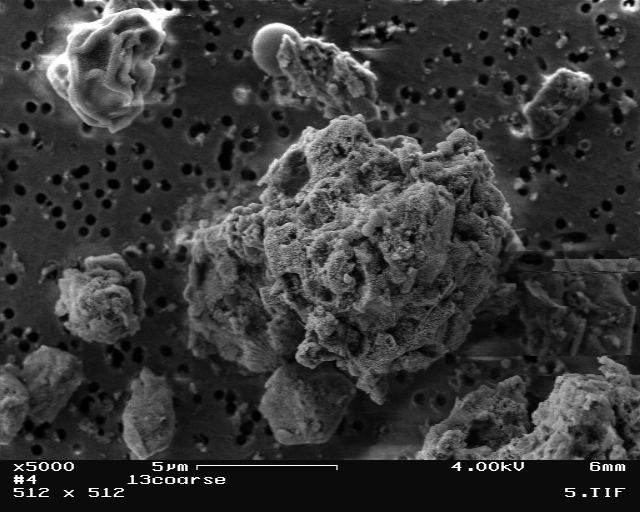 x5000 5µm 4.00kV 6mm
#4 13coarse
512 x 512 5.TIF